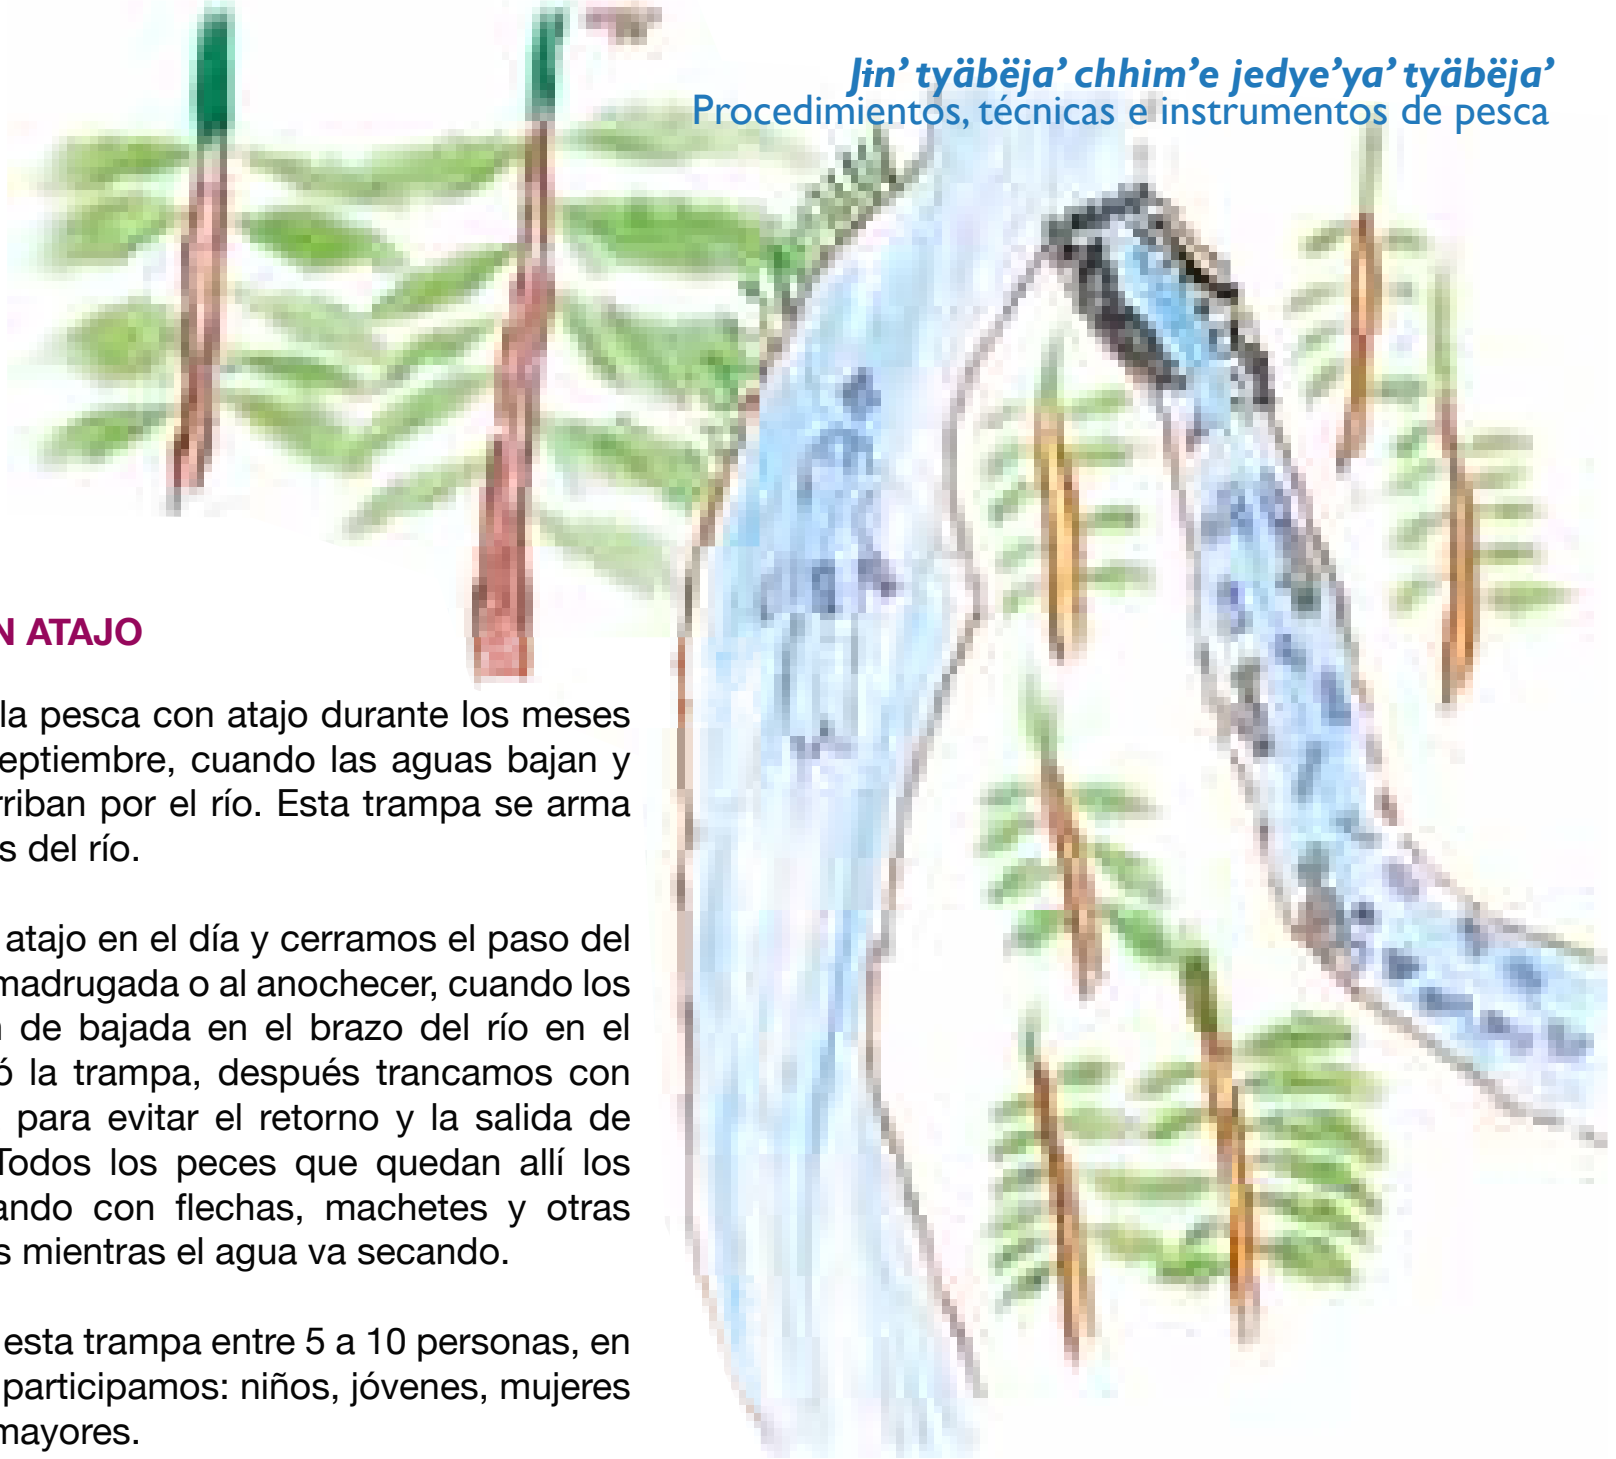 Jɨn’ tyäbëja’ chhim’e jedye’ya’ tyäbëja’
Procedimientos, técnicas e instrumentos de pesca
N ATAJO
la pesca con atajo durante los meses
eptiembre, cuando las aguas bajan y
rriban por el río. Esta trampa se arma
s del río.
atajo en el día y cerramos el paso del
madrugada o al anochecer, cuando los
de bajada en el brazo del río en el
ó la trampa, después trancamos con
para evitar el retorno y la salida de
Todos los peces que quedan allí los
ando con flechas, machetes y otras
s mientras el agua va secando.
esta trampa entre 5 a 10 personas, en
participamos: niños, jóvenes, mujeres
mayores.